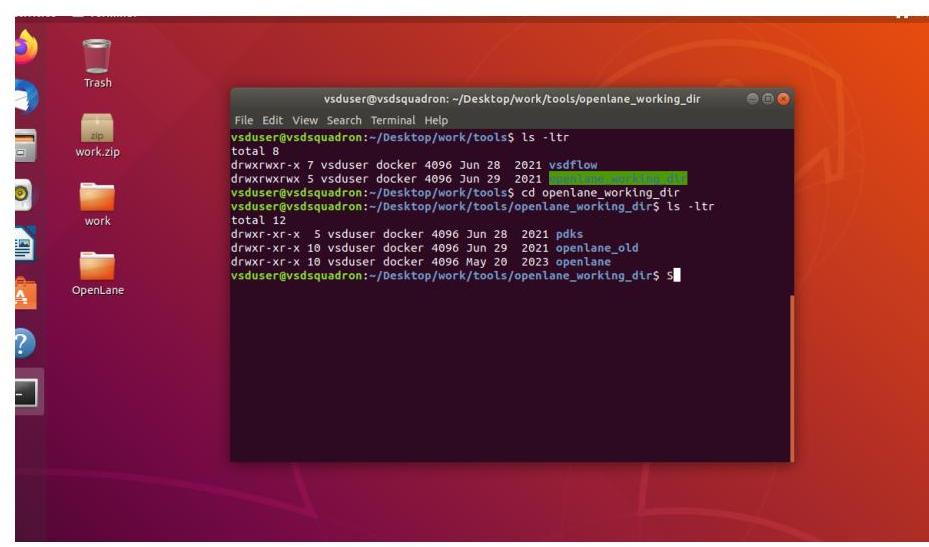 Trash
zip
work.zip
work
OpenLane
vsduser@vsdsquadron: ~/Desktop/work/tools/openlane_working_dir
File Edit View Search Terminal Help
vsduser@vsdsquadron:~/Desktop/work/tools$ ls -ltr
total 8
drwxrwxr-x 7 vsduser docker 4096 Jun 28  2021 vsdflow
drwxrwxrwx 5 vsduser docker 4096 Jun 29  2021 openlane_working_dir
vsduser@vsdsquadron:~/Desktop/work/tools$ cd openlane_working_dir
vsduser@vsdsquadron:~/Desktop/work/tools/openlane_working_dir$ ls -ltr
total 12
drwxr-xr-x  5 vsduser docker 4096 Jun 28  2021 pdks
drwxr-xr-x 10 vsduser docker 4096 Jun 29  2021 openlane_old
drwxr-xr-x 10 vsduser docker 4096 May 20  2023 openlane
vsduser@vsdsquadron:~/Desktop/work/tools/openlane_working_dir$ S